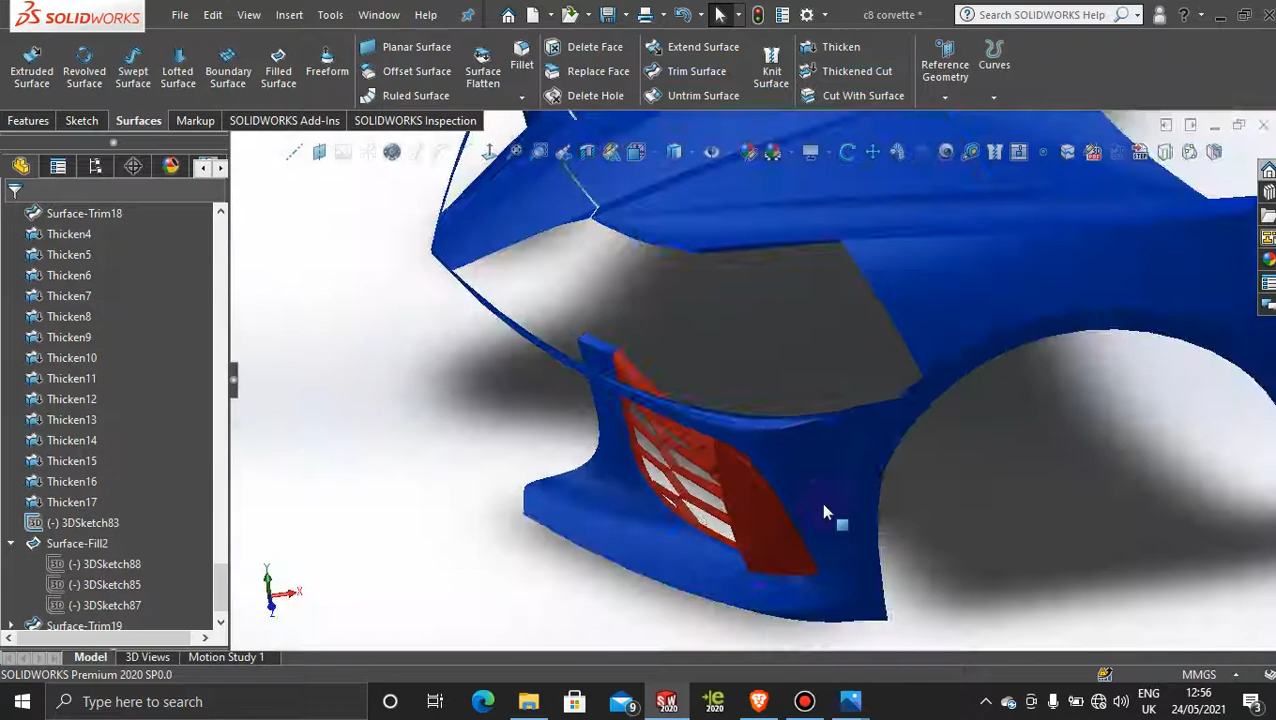 SOLIDWORKS
File Edit View Insert Tools Window Help
c8 corvette *
Search SOLIDWORKS Help
Extruded Surface
Revolved Surface
Swept Surface
Lofted Surface
Boundary Surface
Filled Surface
Freeform
Planar Surface
Offset Surface
Ruled Surface
Surface Flatten
Fillet
Delete Face
Replace Face
Delete Hole
Extend Surface
Trim Surface
Untrim Surface
Knit Surface
Thicken
Thickened Cut
Cut With Surface
Reference Geometry
Curves
Features Sketch Surfaces Markup SOLIDWORKS Add-Ins SOLIDWORKS Inspection
Surface-Trim18
Thicken4
Thicken5
Thicken6
Thicken7
Thicken8
Thicken9
Thicken10
Thicken11
Thicken12
Thicken13
Thicken14
Thicken15
Thicken16
Thicken17
(-) 3DSketch83
Surface-Fill2
(-) 3DSketch88
(-) 3DSketch85
(-) 3DSketch87
Surface-Trim19
Y
X
Z
Model 3D Views Motion Study 1
SOLIDWORKS Premium 2020 SP0.0
MMGS
Type here to search
9
SW 2020
2020
ENG
UK
12:56
24/05/2021
3